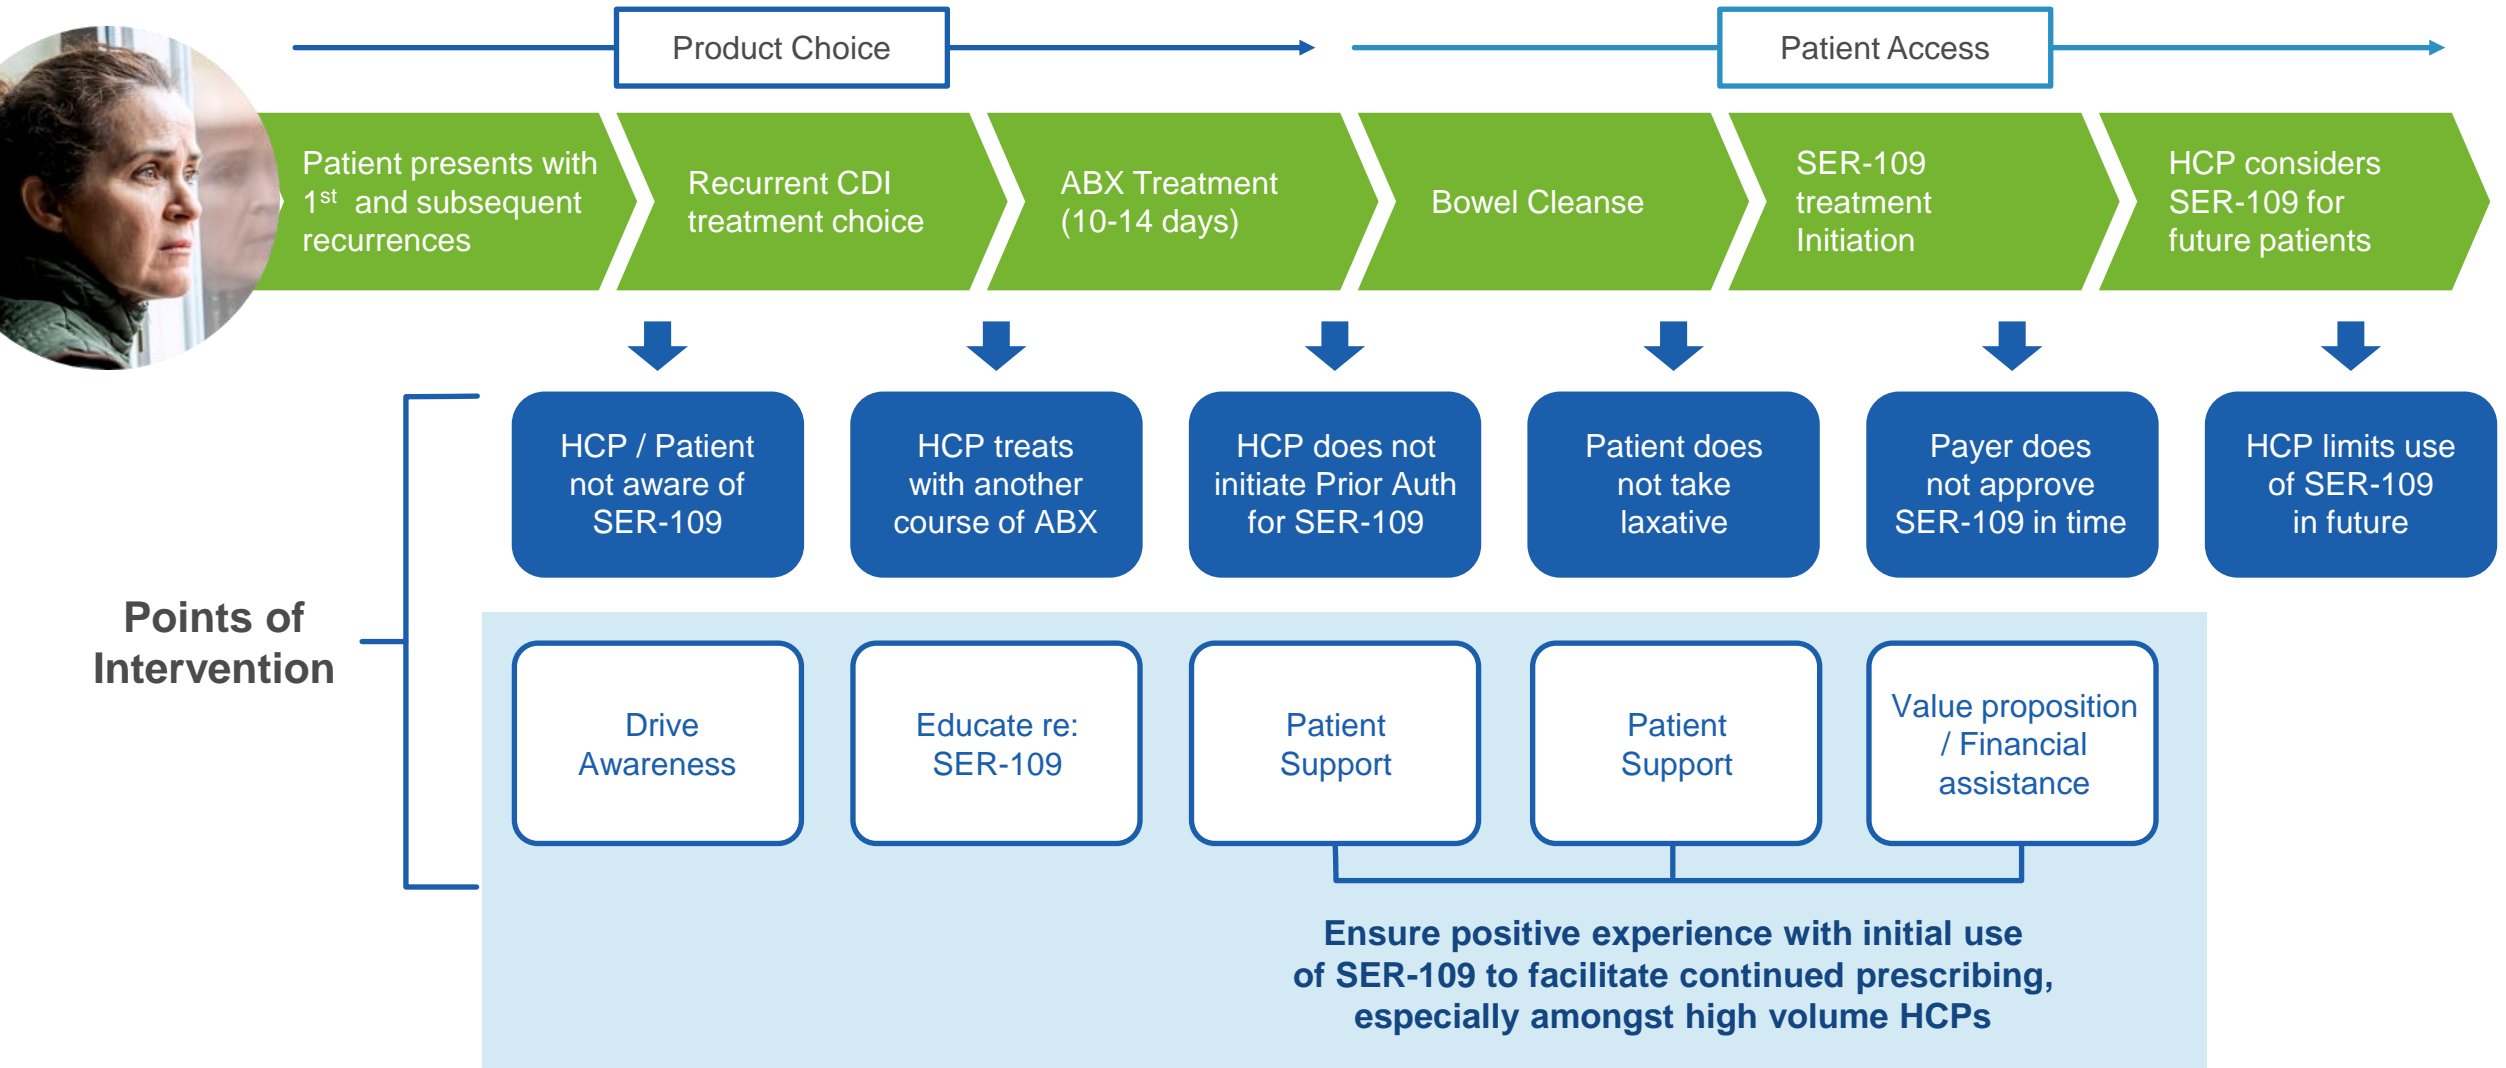 Product Choice
Patient Access
Patient presents with
1st and subsequent
recurrences
Recurrent CDI
treatment choice
ABX Treatment
(10-14 days)
Bowel Cleanse
SER-109
treatment
Initiation
HCP considers
SER-109 for
future patients
HCP / Patient
not aware of
SER-109
HCP treats
with another
course of ABX
HCP does not
initiate Prior Auth
for SER-109
Patient does
not take
laxative
Payer does
not approve
SER-109 in time
HCP limits use
of SER-109
in future
Points of
Intervention
Drive
Awareness
Educate re:
SER-109
Patient
Support
Patient
Support
Value proposition
/ Financial
assistance
Ensure positive experience with initial use
of SER-109 to facilitate continued prescribing,
especially amongst high volume HCPs